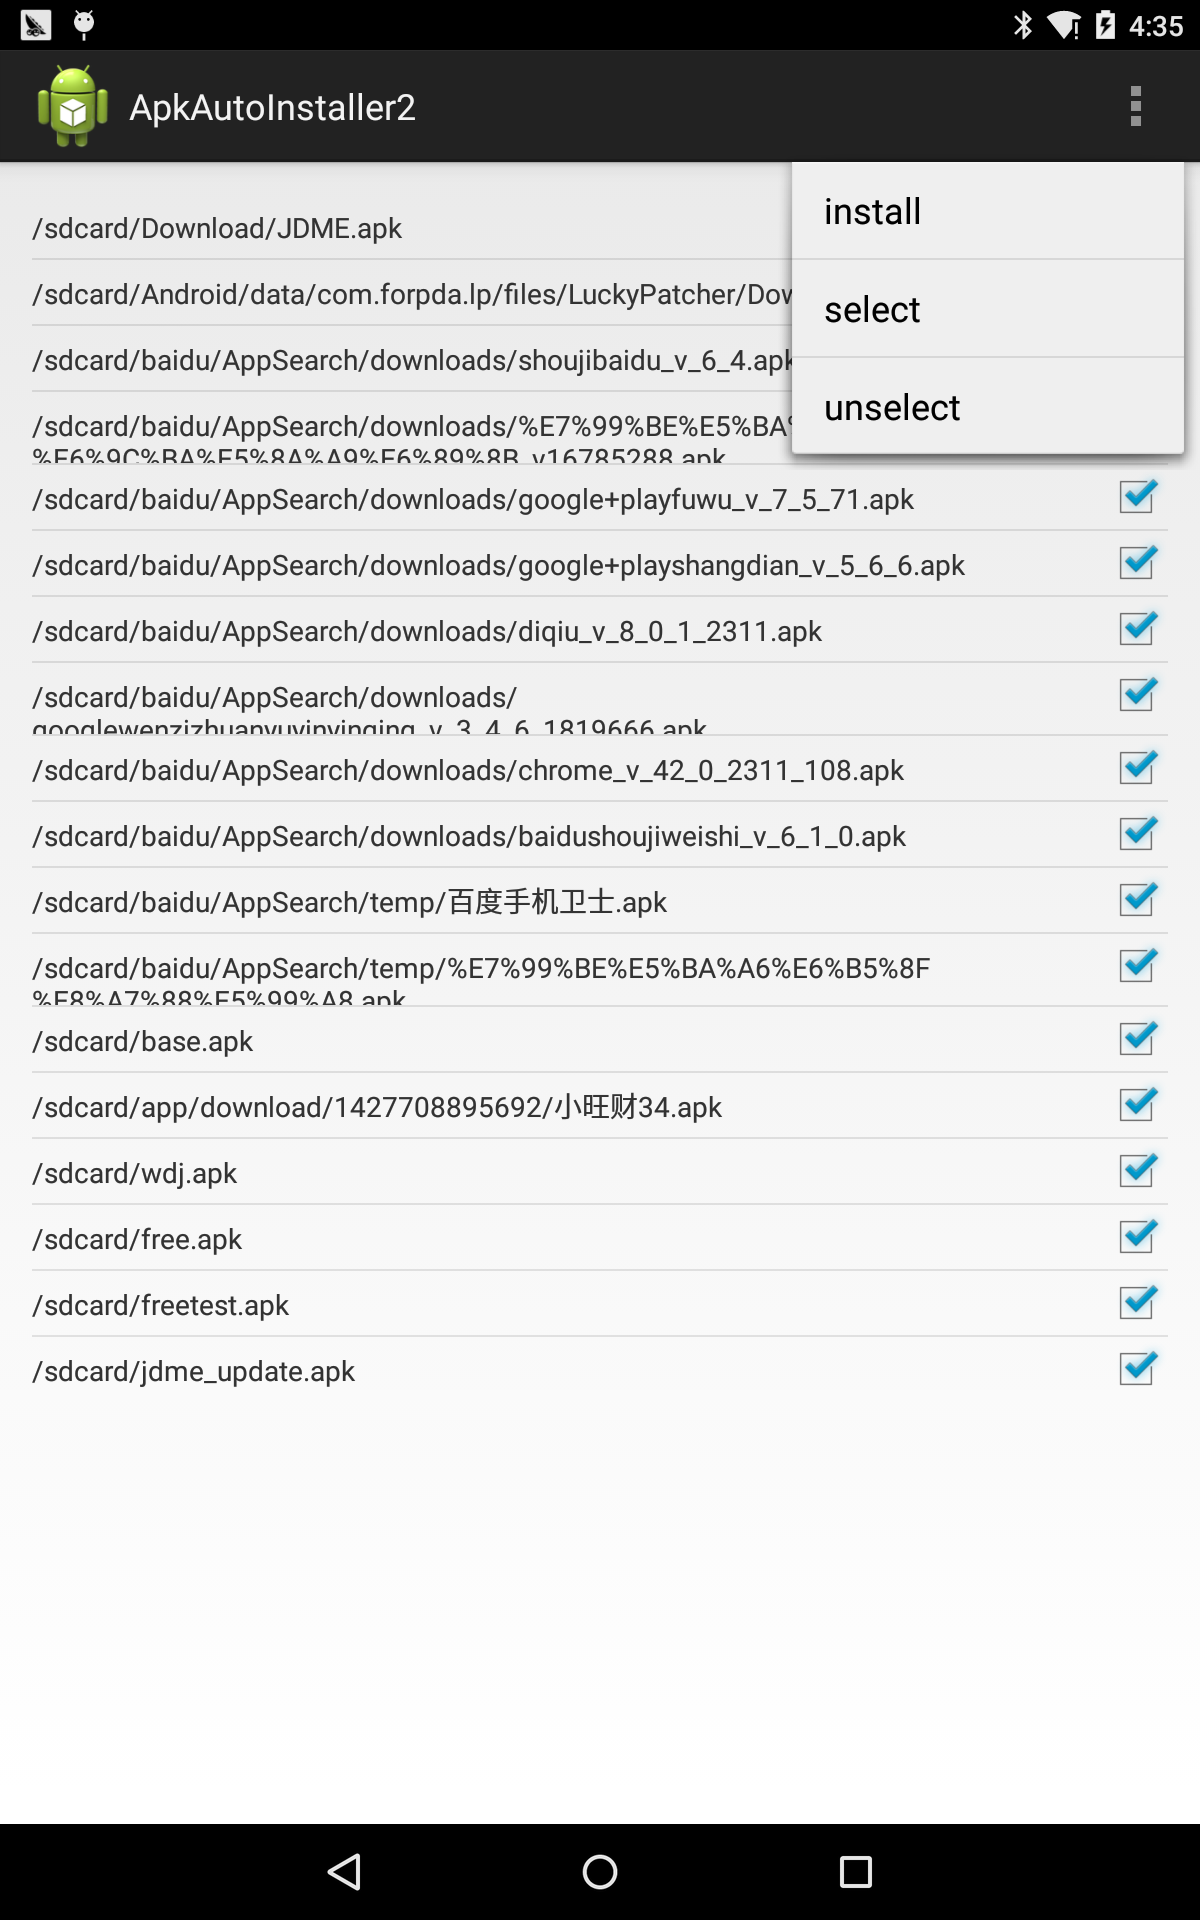 4:35
ApkAutoInstaller2
install
select
unselect
/sdcard/Download/JDME.apk
/sdcard/Android/data/com.forpda.lp/files/LuckyPatcher/Dow
/sdcard/baidu/AppSearch/downloads/shoujibaidu_v_6_4.apk
/sdcard/baidu/AppSearch/downloads/%E7%99%BE%E5%BA%
%E6%9C%BA%E5%8A%A9%E6%89%8B_v16785288.apk
/sdcard/baidu/AppSearch/downloads/google+playfuwu_v_7_5_71.apk
/sdcard/baidu/AppSearch/downloads/google+playshangdian_v_5_6_6.apk
/sdcard/baidu/AppSearch/downloads/diqiu_v_8_0_1_2311.apk
/sdcard/baidu/AppSearch/downloads/
googlewenzizhuanyuyinyinqing_v_3_4_6_1819666.apk
/sdcard/baidu/AppSearch/downloads/chrome_v_42_0_2311_108.apk
/sdcard/baidu/AppSearch/downloads/baidushoujiweishi_v_6_1_0.apk
/sdcard/baidu/AppSearch/temp/百度手机卫士.apk
/sdcard/baidu/AppSearch/temp/%E7%99%BE%E5%BA%A6%E6%B5%8F
%E8%A7%88%E5%99%A8.apk
/sdcard/base.apk
/sdcard/app/download/1427708895692/小旺财34.apk
/sdcard/wdj.apk
/sdcard/free.apk
/sdcard/freetest.apk
/sdcard/jdme_update.apk